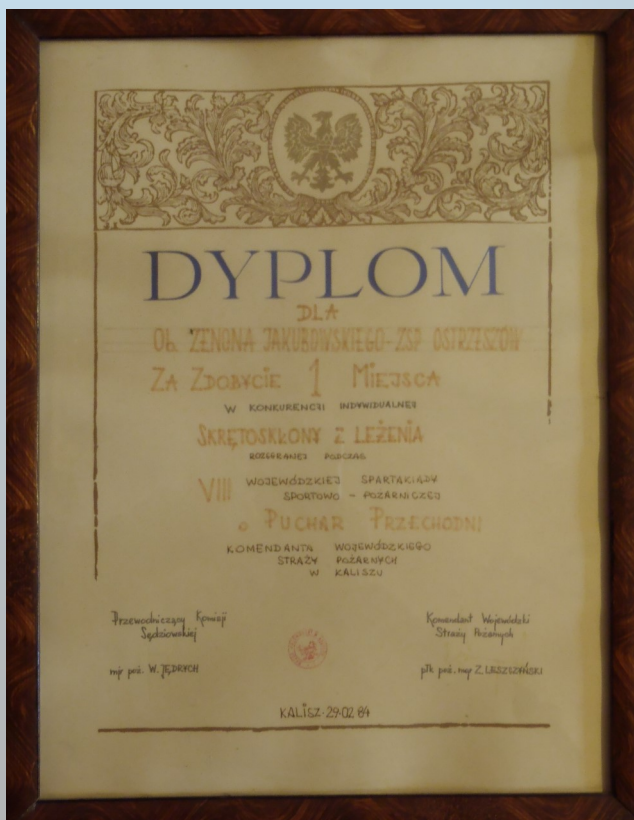 DYPLOM
DLA
Ob. ZENONA JAKUBOWSKIEGO - ZSP OSTRZESZÓW
ZA ZDOBYCIE 1 MIEJSCA
W KONKURENCJI INDYWIDUALNEJ
SKRĘTOSKŁONY Z LEŻENIA
ROZEGRANEJ PODCZAS
VIII WOJEWÓDZKIEJ SPARTAKIADY
SPORTOWO - POŻARNICZEJ
o PUCHAR PRZECHODNI
KOMENDANTA WOJEWÓDZKIEGO
STRAŻY POŻARNYCH
W KALISZU
Przewodniczący Komisji
Sędziowskiej
mjr poż. W. JĘDRYCH
Komendant Wojewódzki
Straży Pożarnych
płk poż. mgr Z. LESZCZYŃSKI
KALISZ-29.02.84